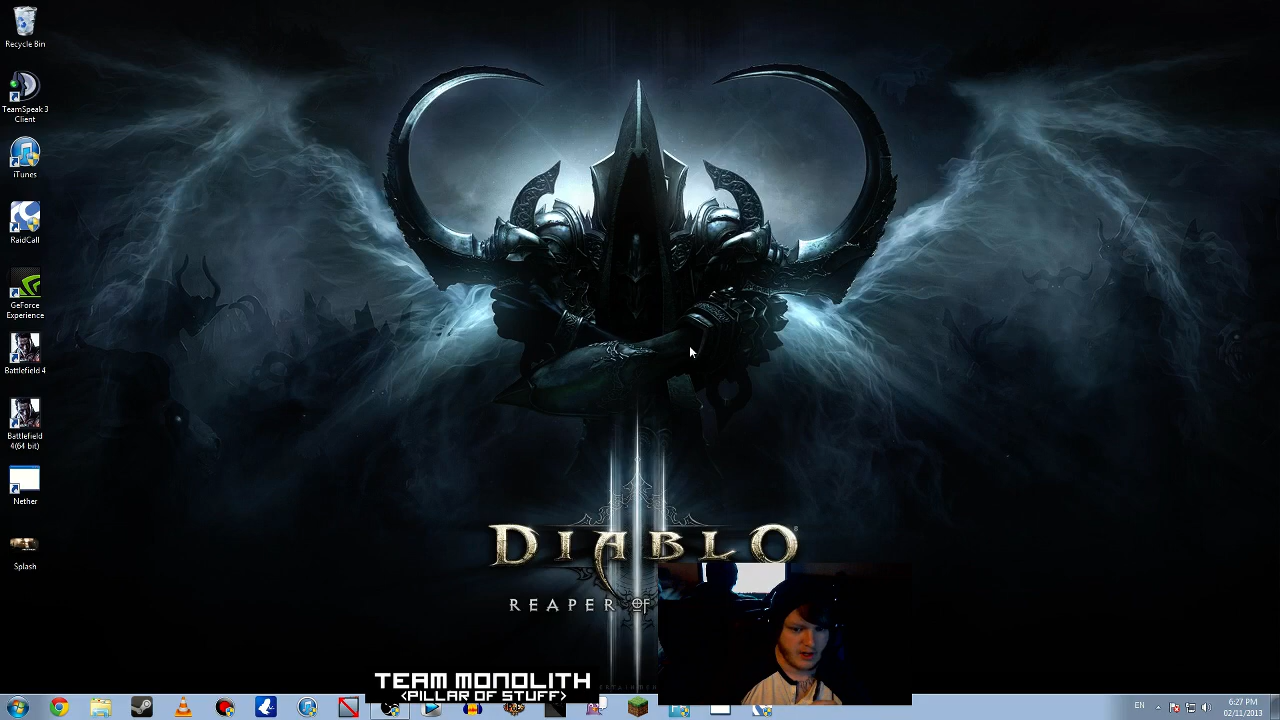 Recycle Bin
TeamSpeak 3
Client
iTunes
RaidCall
GeForce
Experience
Battlefield 4
Battlefield
4(64 bit)
Nether
Splash
DIABLO
REAPER OF
TEAM MONOLITH
<PILLAR OF STUFF>
EN
6:27 PM
02/11/2013